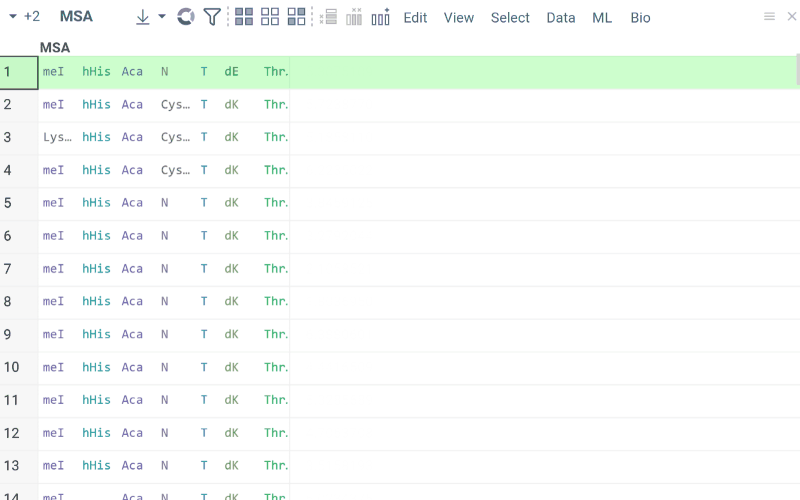 +2 MSA Edit View Select Data ML Bio
MSA
1 meI hHis Aca N T dE Thr.
2 meI hHis Aca Cys… T dK Thr.
3 Lys… hHis Aca Cys… T dK Thr.
4 meI hHis Aca Cys… T dK Thr.
5 meI hHis Aca N T dK Thr.
6 meI hHis Aca N T dK Thr.
7 meI hHis Aca N T dK Thr.
8 meI hHis Aca N T dK Thr.
9 meI hHis Aca N T dK Thr.
10 meI hHis Aca N T dK Thr.
11 meI hHis Aca N T dK Thr.
12 meI hHis Aca N T dK Thr.
13 meI hHis Aca N T dK Thr.
14 meI Aca N T dK Thr.